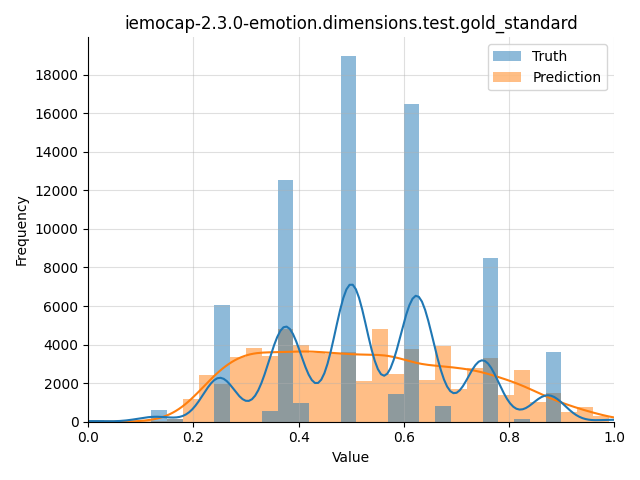 iemocap-2.3.0-emotion.dimensions.test.gold_standard
Truth
Prediction
Frequency
18000
16000
14000
12000
10000
8000
6000
4000
2000
0
0.0 0.2 0.4 0.6 0.8 1.0
Value